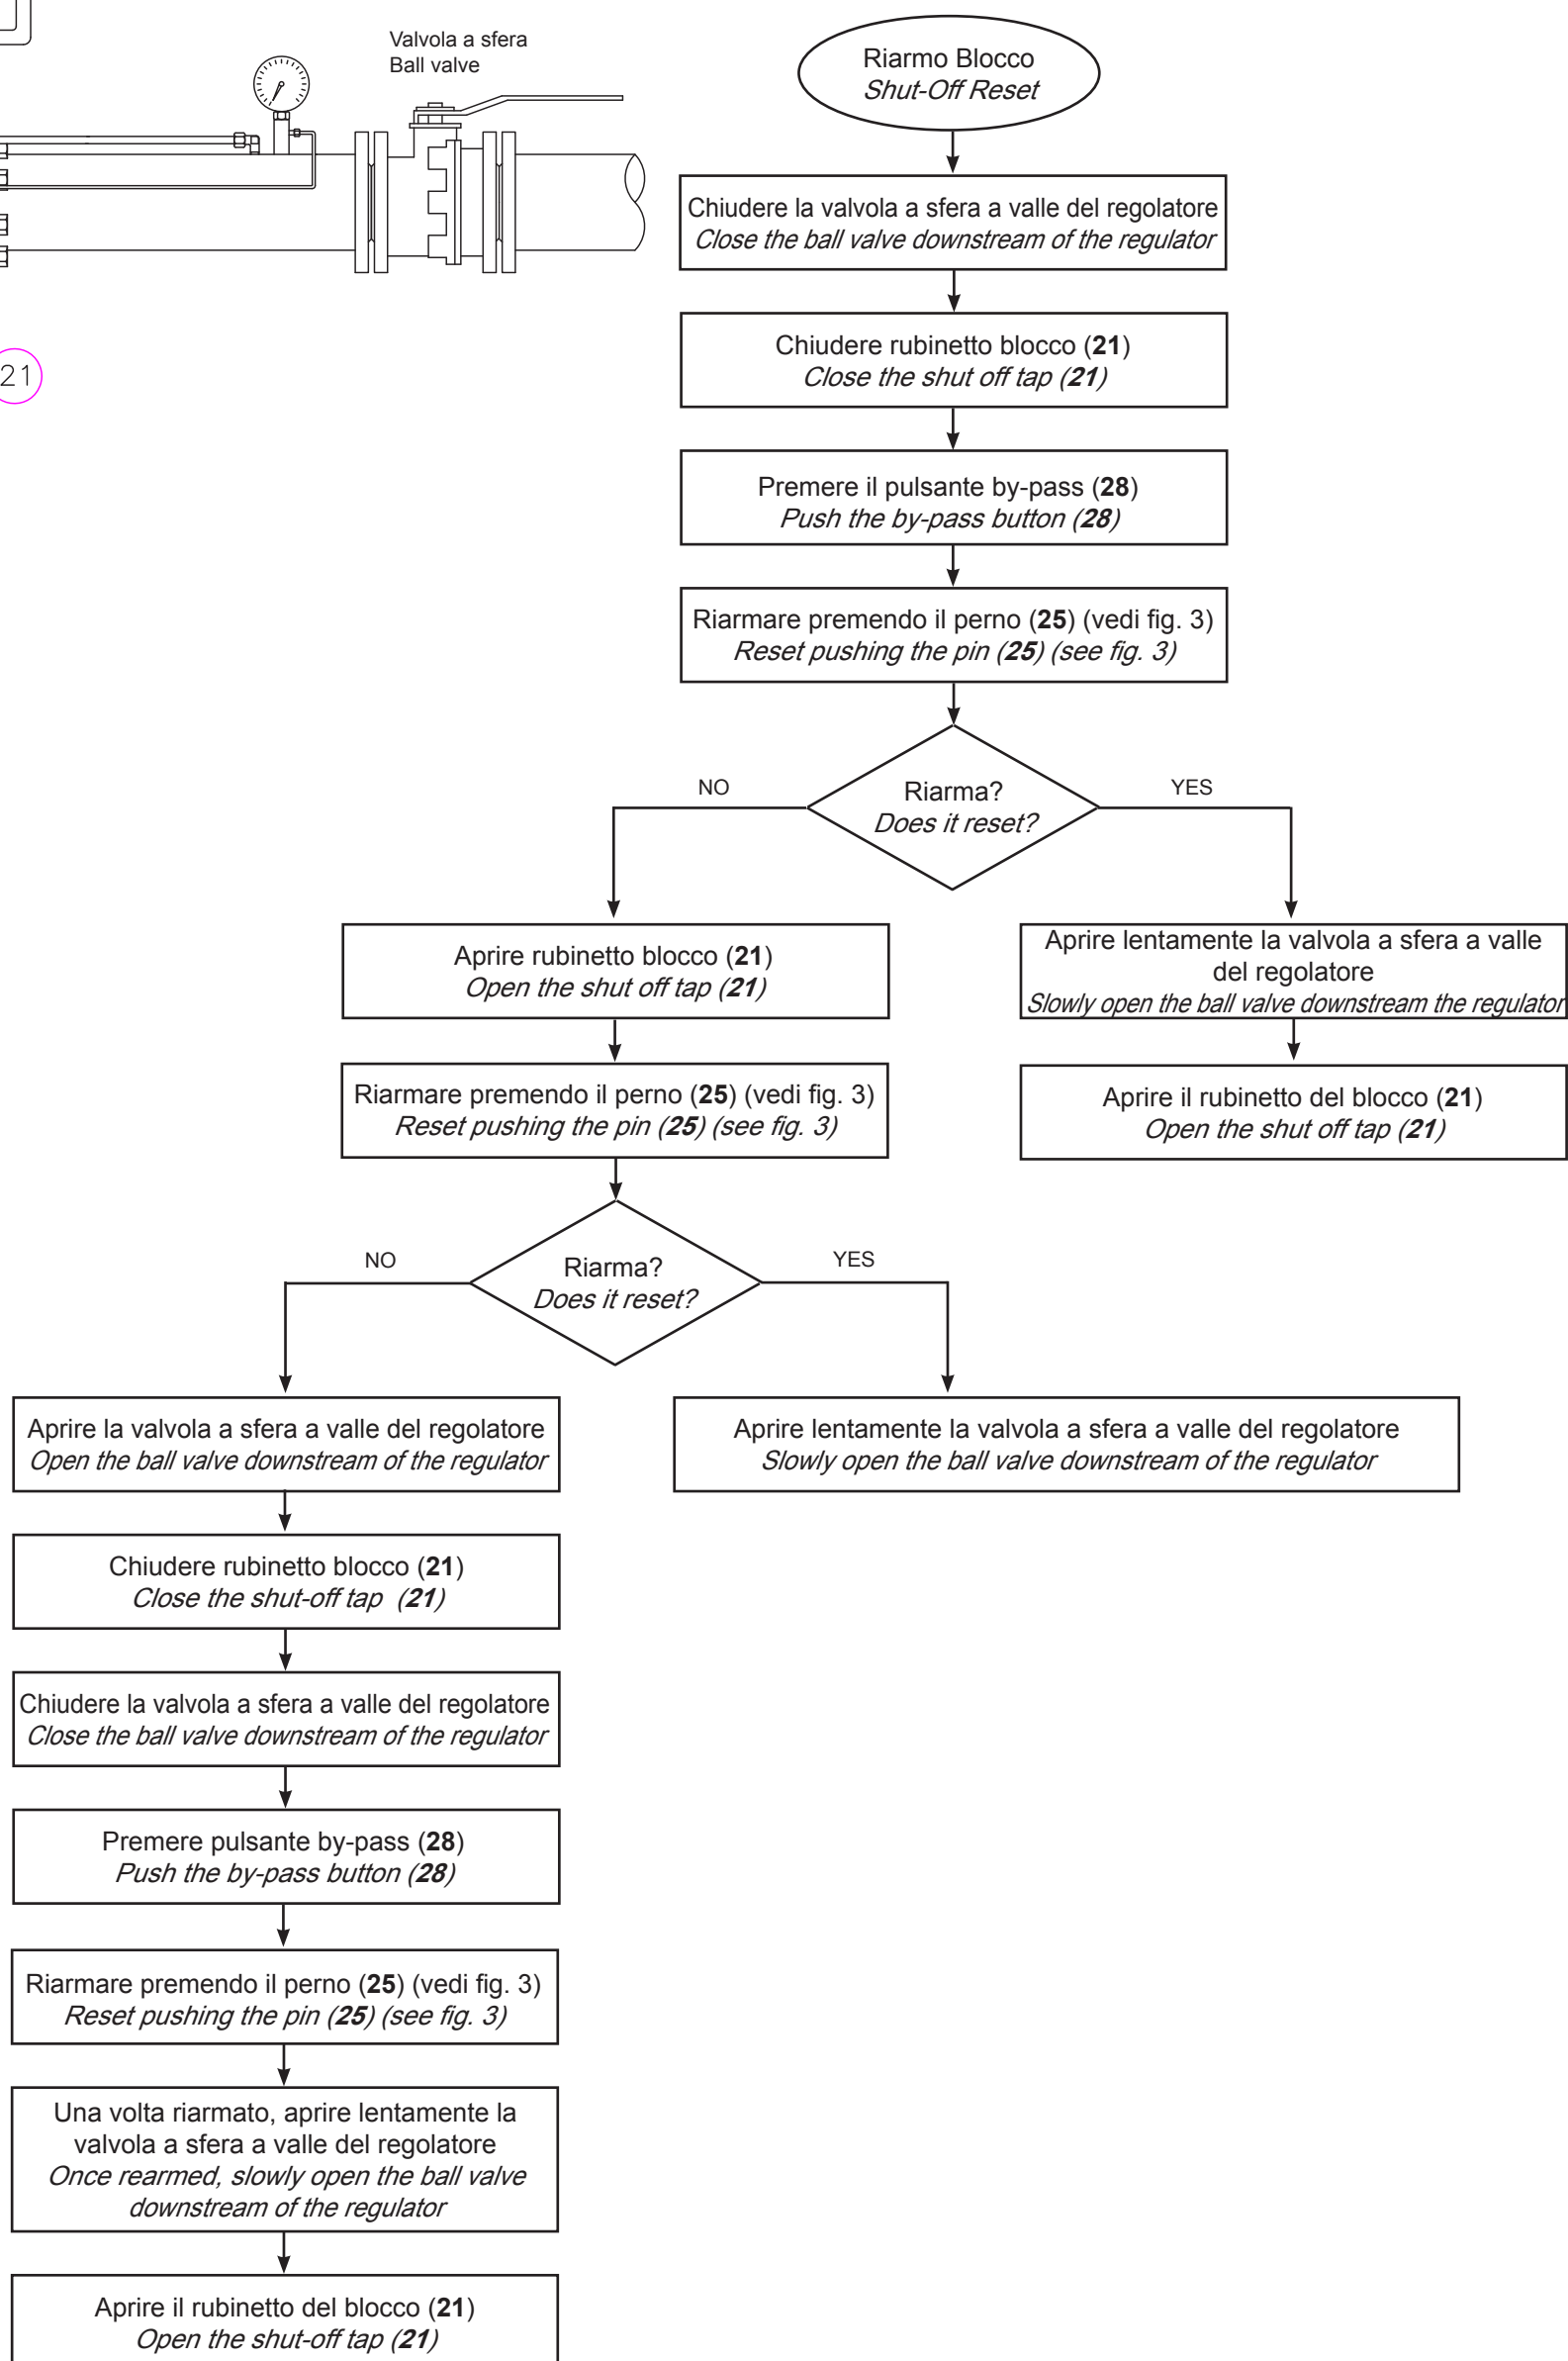 Valvola a sfera
Ball valve
21
Riarmo Blocco
Shut-Off Reset
Chiudere la valvola a sfera a valle del regolatore
Close the ball valve downstream of the regulator
Chiudere rubinetto blocco (21)
Close the shut off tap (21)
Premere il pulsante by-pass (28)
Push the by-pass button (28)
Riarmare premendo il perno (25) (vedi fig. 3)
Reset pushing the pin (25) (see fig. 3)
NO
Riarma?
Does it reset?
YES
Aprire rubinetto blocco (21)
Open the shut off tap (21)
Aprire lentamente la valvola a sfera a valle
del regolatore
Slowly open the ball valve downstream the regulator
Riarmare premendo il perno (25) (vedi fig. 3)
Reset pushing the pin (25) (see fig. 3)
Aprire il rubinetto del blocco (21)
Open the shut off tap (21)
NO
Riarma?
Does it reset?
YES
Aprire la valvola a sfera a valle del regolatore
Open the ball valve downstream of the regulator
Aprire lentamente la valvola a sfera a valle del regolatore
Slowly open the ball valve downstream of the regulator
Chiudere rubinetto blocco (21)
Close the shut-off tap (21)
Chiudere la valvola a sfera a valle del regolatore
Close the ball valve downstream of the regulator
Premere pulsante by-pass (28)
Push the by-pass button (28)
Riarmare premendo il perno (25) (vedi fig. 3)
Reset pushing the pin (25) (see fig. 3)
Una volta riarmato, aprire lentamente la
valvola a sfera a valle del regolatore
Once rearmed, slowly open the ball valve
downstream of the regulator
Aprire il rubinetto del blocco (21)
Open the shut-off tap (21)